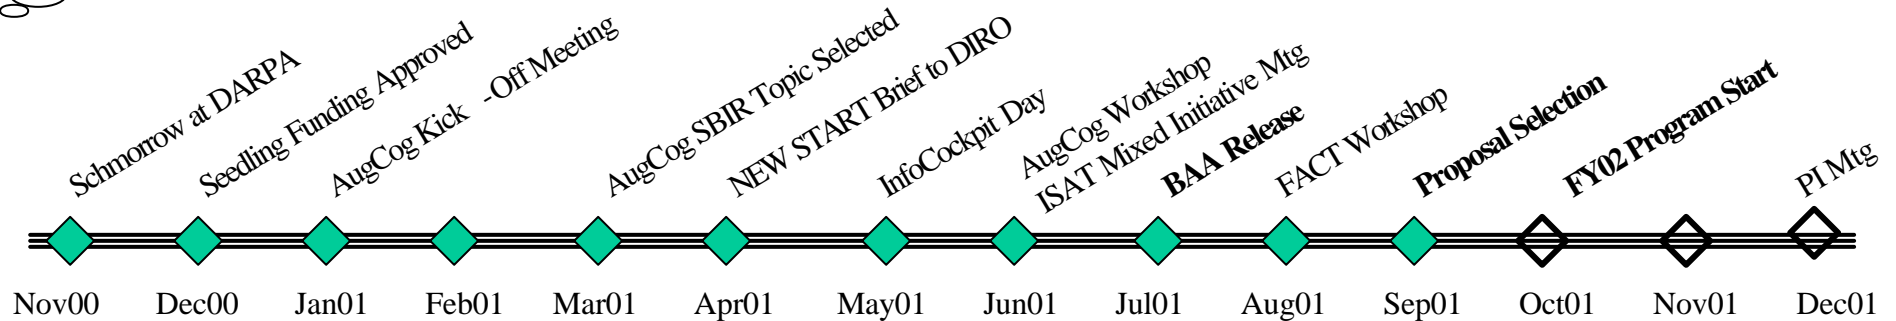 Schmorrow at DARPA
Seedling Funding Approved
AugCog Kick -Off Meeting
AugCog SBIR Topic Selected
NEW START Brief to DIRO
InfoCockpit Day
AugCog Workshop
ISAT Mixed Initiative Mtg
BAA Release
FACT Workshop
Proposal Selection
FY02 Program Start
PI Mtg
Nov00 Dec00 Jan01 Feb01 Mar01 Apr01 May01 Jun01 Jul01 Aug01 Sep01 Oct01 Nov01 Dec01